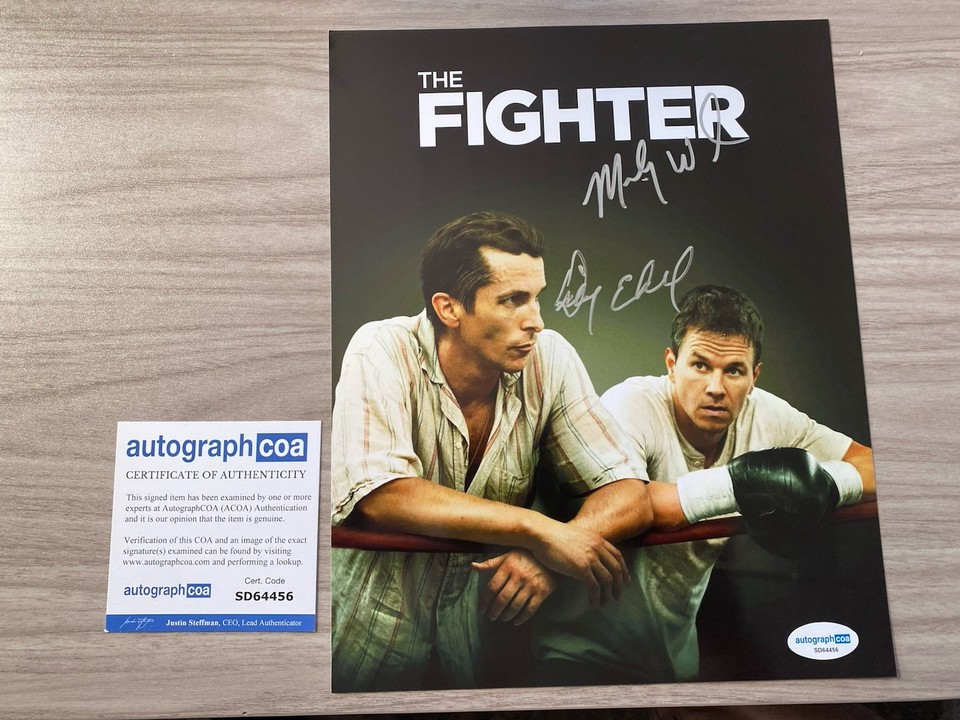 THE
FIGHTER
autographcoa
CERTIFICATE OF AUTHENTICITY
This signed item has been examined by one or more
experts at AutographCOA (ACOA) Authentication
and it is our opinion that the item is genuine.
Verification of this COA and an image of the exact
signature(s) examined can be found by visiting
www.autographcoa.com and performing a lookup.
autographcoa
Cert. Code
SD64456
Justin Steffman, CEO, Lead Authenticator
autographcoa
SD64456